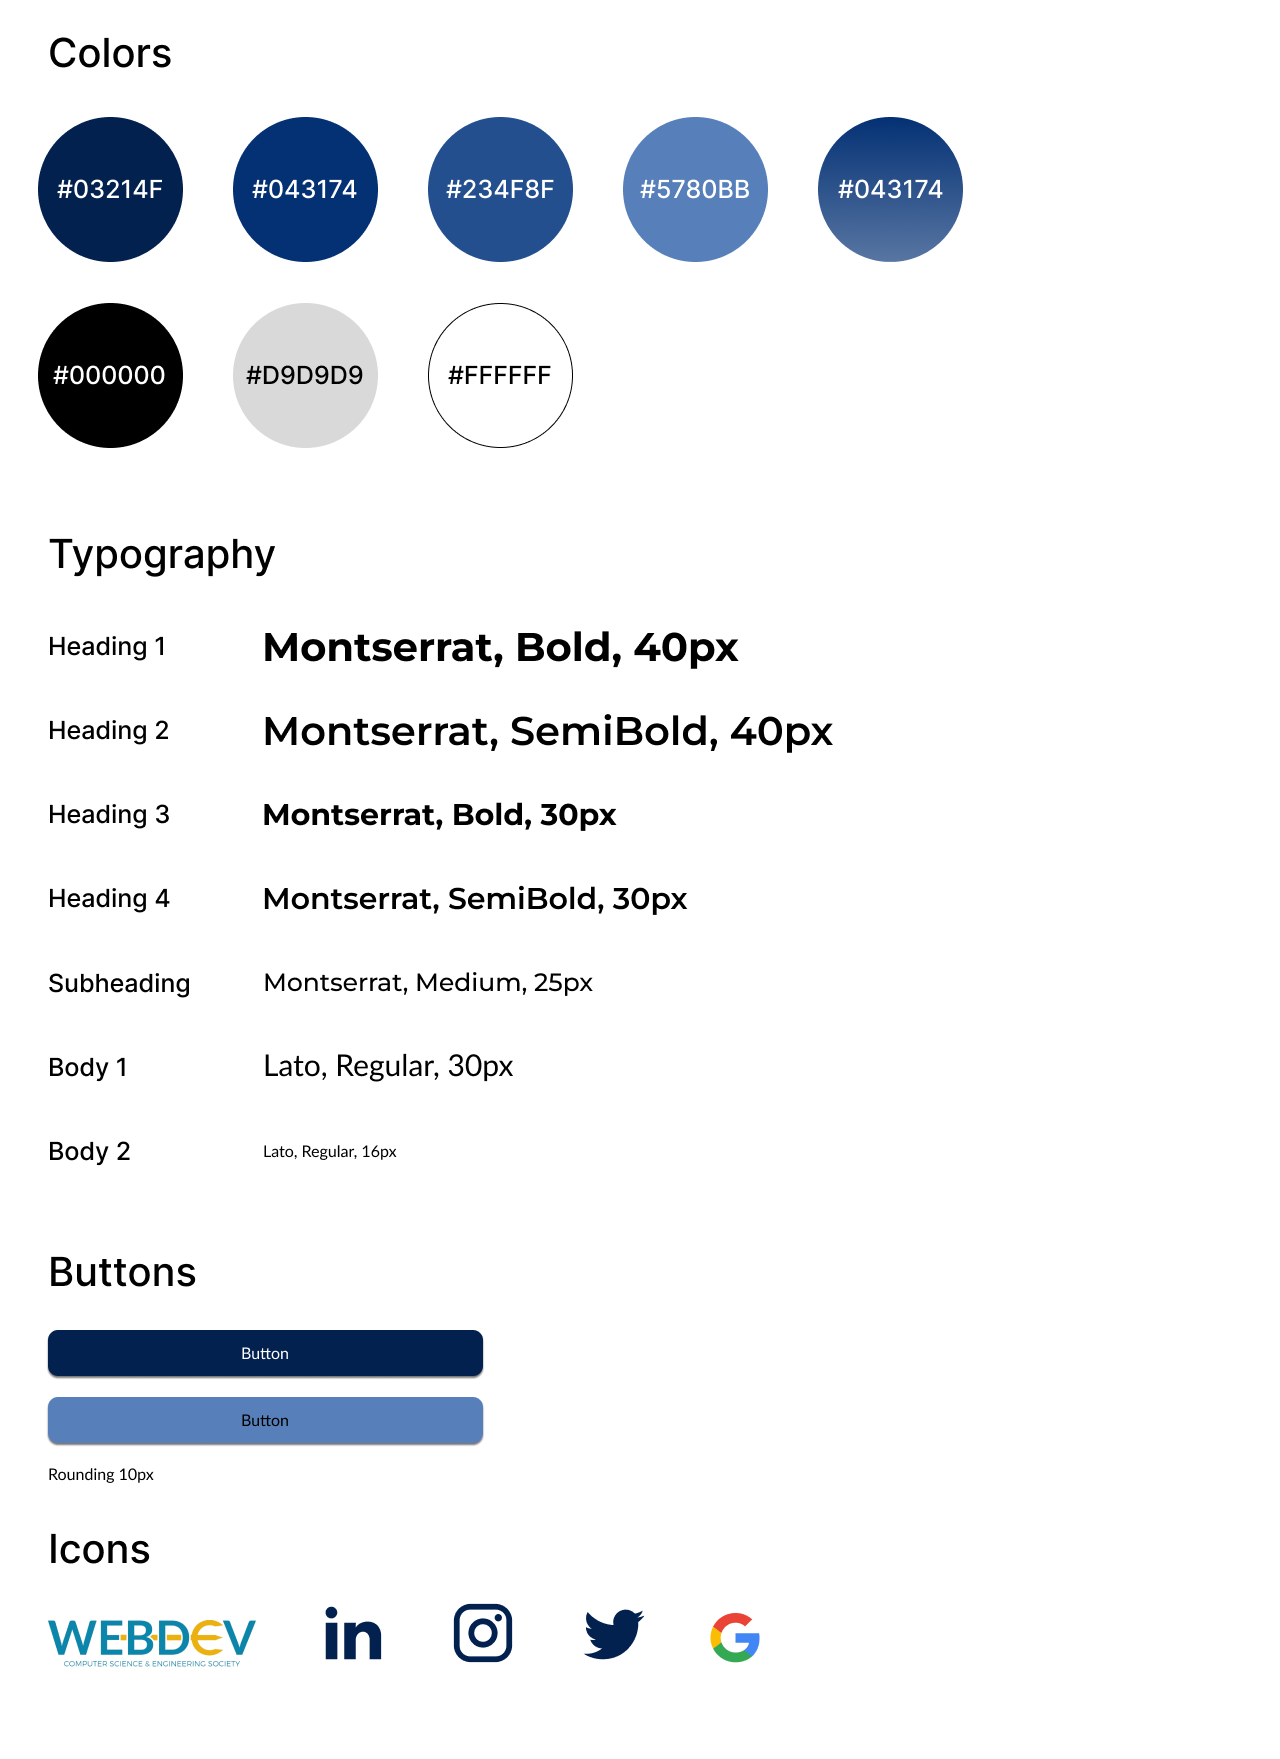 Colors
#03214F #043174 #234F8F #5780BB #043174
#000000 #D9D9D9 #FFFFFF
Typography
Heading 1 Montserrat, Bold, 40px
Heading 2 Montserrat, SemiBold, 40px
Heading 3 Montserrat, Bold, 30px
Heading 4 Montserrat, SemiBold, 30px
Subheading Montserrat, Medium, 25px
Body 1 Lato, Regular, 30px
Body 2 Lato, Regular, 16px
Buttons
Button
Button
Rounding 10px
Icons
WEBDEV in G
COMPUTER SCIENCE & ENGINEERING SOCIETY